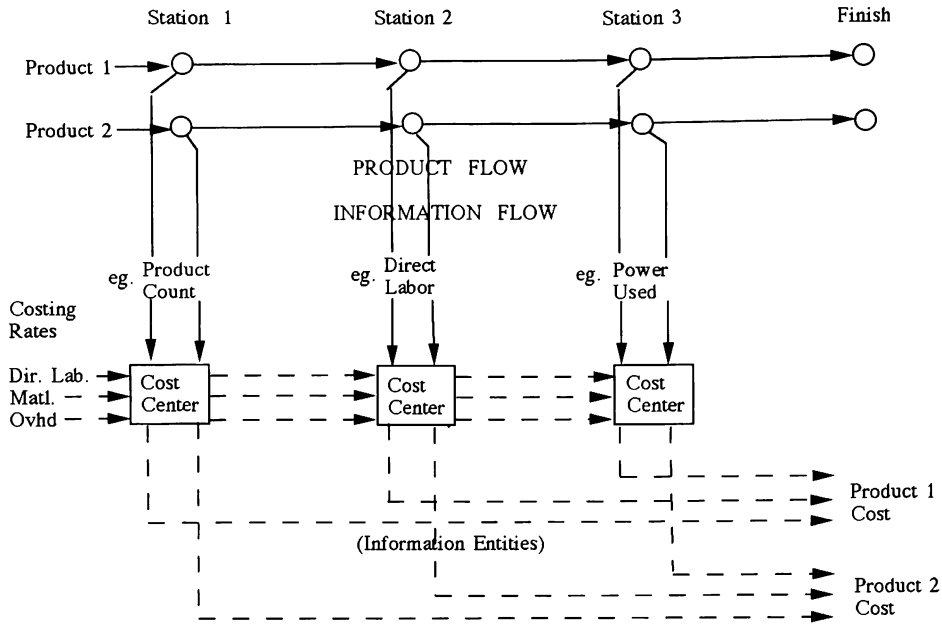 Station 1
Station 2
Station 3
Finish
Product 1
Product 2
PRODUCT FLOW
INFORMATION FLOW
eg. Product
Count
eg. Direct
Labor
eg. Power
Used
Costing
Rates
Dir. Lab.
Matl.
Ovhd
Cost
Center
Cost
Center
Cost
Center
Product 1
Cost
(Information Entities)
Product 2
Cost